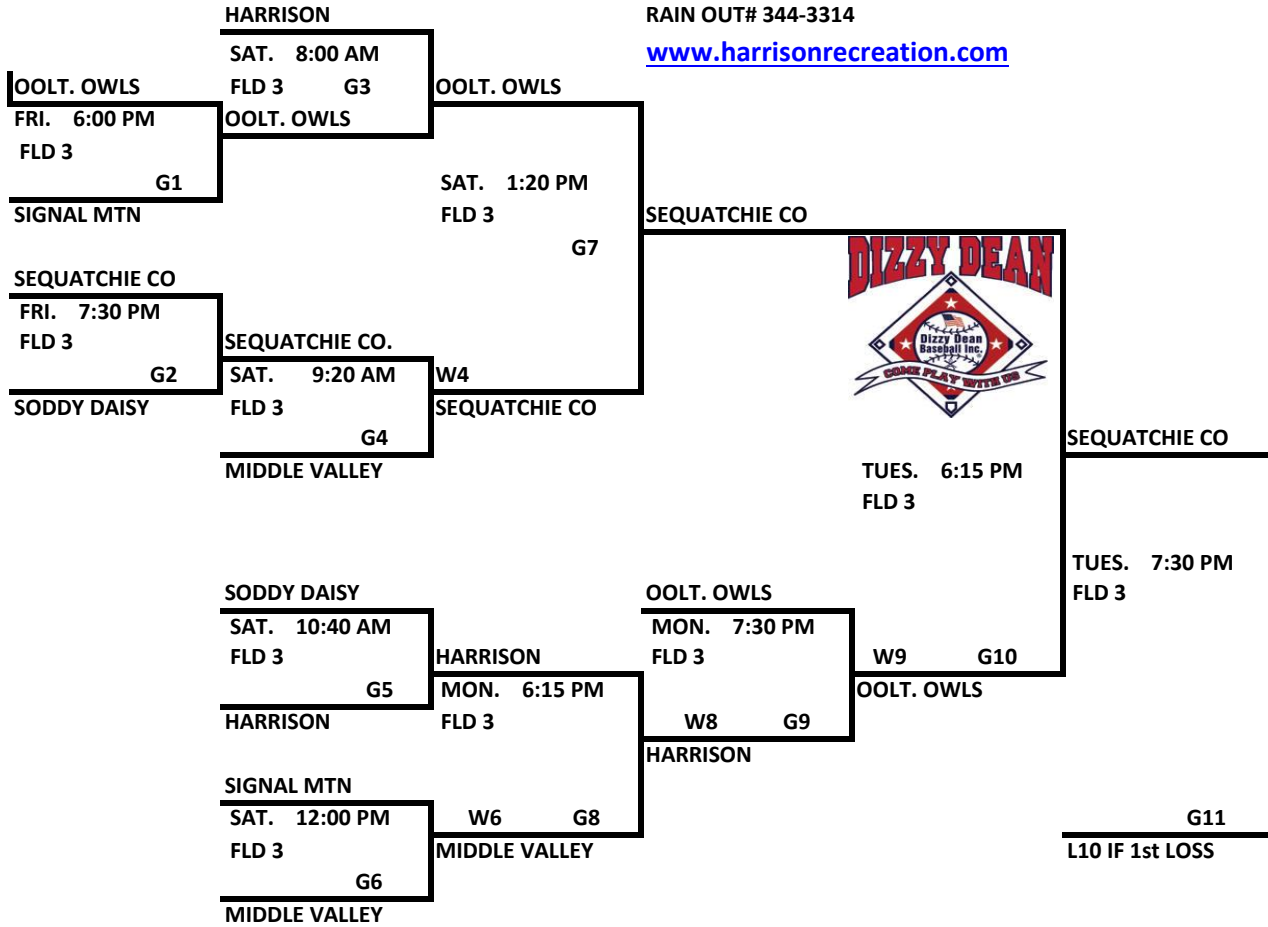 HARRISON
RAIN OUT# 344-3314
SAT. 8:00 AM
www.harrisonrecreation.com
OOLT. OWLS
FLD 3 G3
OOLT. OWLS
FRI. 6:00 PM
OOLT. OWLS
FLD 3
G1
SAT. 1:20 PM
SIGNAL MTN
FLD 3
SEQUATCHIE CO
G7
DIZZY DEAN
SEQUATCHIE CO
FRI. 7:30 PM
FLD 3
SEQUATCHIE CO.
Dizzy Dean
Baseball Inc.
COME PLAY WITH US
G2
SAT. 9:20 AM
W4
SODDY DAISY
FLD 3
SEQUATCHIE CO
G4
SEQUATCHIE CO
MIDDLE VALLEY
TUES. 6:15 PM
FLD 3
TUES. 7:30 PM
SODDY DAISY
OOLT. OWLS
FLD 3
SAT. 10:40 AM
MON. 7:30 PM
FLD 3
HARRISON
FLD 3
W9 G10
G5
MON. 6:15 PM
OOLT. OWLS
HARRISON
FLD 3
W8 G9
HARRISON
SIGNAL MTN
SAT. 12:00 PM
W6 G8
G11
FLD 3
MIDDLE VALLEY
L10 IF 1st LOSS
G6
MIDDLE VALLEY